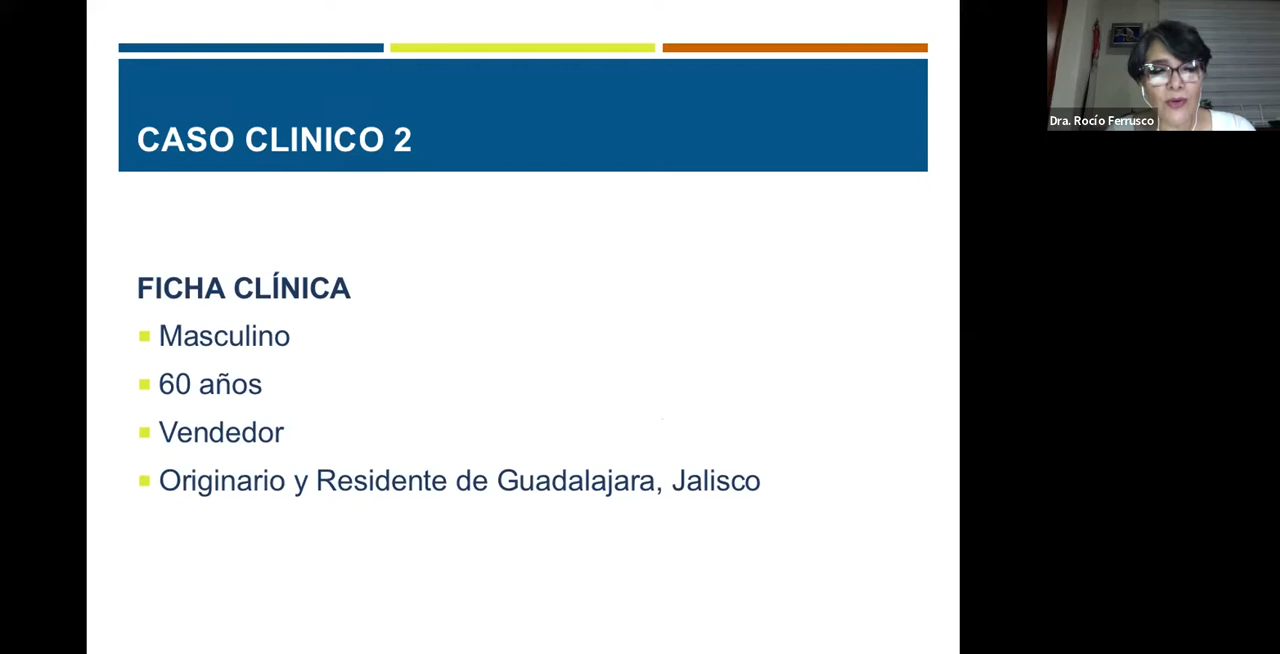 CASO CLINICO 2
FICHA CLÍNICA
Masculino
60 años
Vendedor
Originario y Residente de Guadalajara, Jalisco
Dra. Rocío Ferrusco